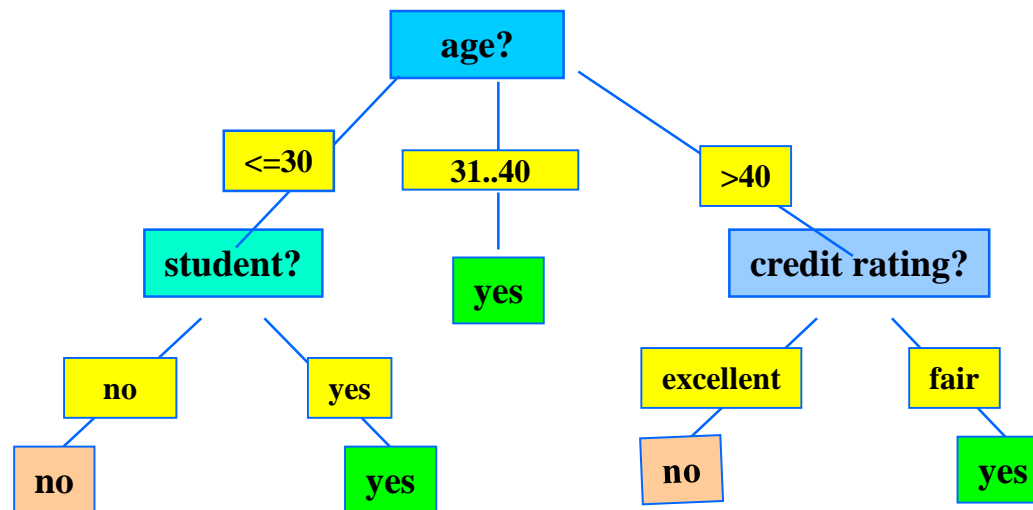 age?
<=30
31..40
>40
student?
yes
credit rating?
no
yes
excellent
fair
no
yes
no
yes